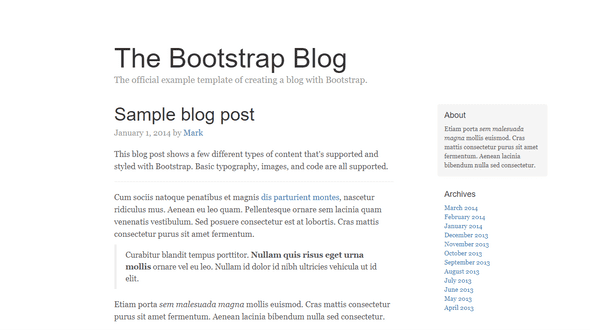 The Bootstrap Blog
The official example template of creating a blog with Bootstrap.
Sample blog post
January 1, 2014 by Mark
This blog post shows a few different types of content that's supported and
styled with Bootstrap. Basic typography, images, and code are all supported.
Cum sociis natoque penatibus et magnis dis parturient montes, nascetur
ridiculus mus. Aenean eu leo quam. Pellentesque ornare sem lacinia quam
venenatis vestibulum. Sed posuere consectetur est at lobortis. Cras mattis
consectetur purus sit amet fermentum.
Curabitur blandit tempus porttitor. Nullam quis risus eget urna
mollis ornare vel eu leo. Nullam id dolor id nibh ultricies vehicula ut id
elit.
Etiam porta sem malesuada magna mollis euismod. Cras mattis consectetur
purus sit amet fermentum. Aenean lacinia bibendum nulla sed consectetur.
About
Etiam porta sem malesuada
magna mollis euismod. Cras
mattis consectetur purus sit amet
fermentum. Aenean lacinia
bibendum nulla sed consectetur.
Archives
March 2014
February 2014
January 2014
December 2013
November 2013
October 2013
September 2013
August 2013
July 2013
June 2013
May 2013
April 2013